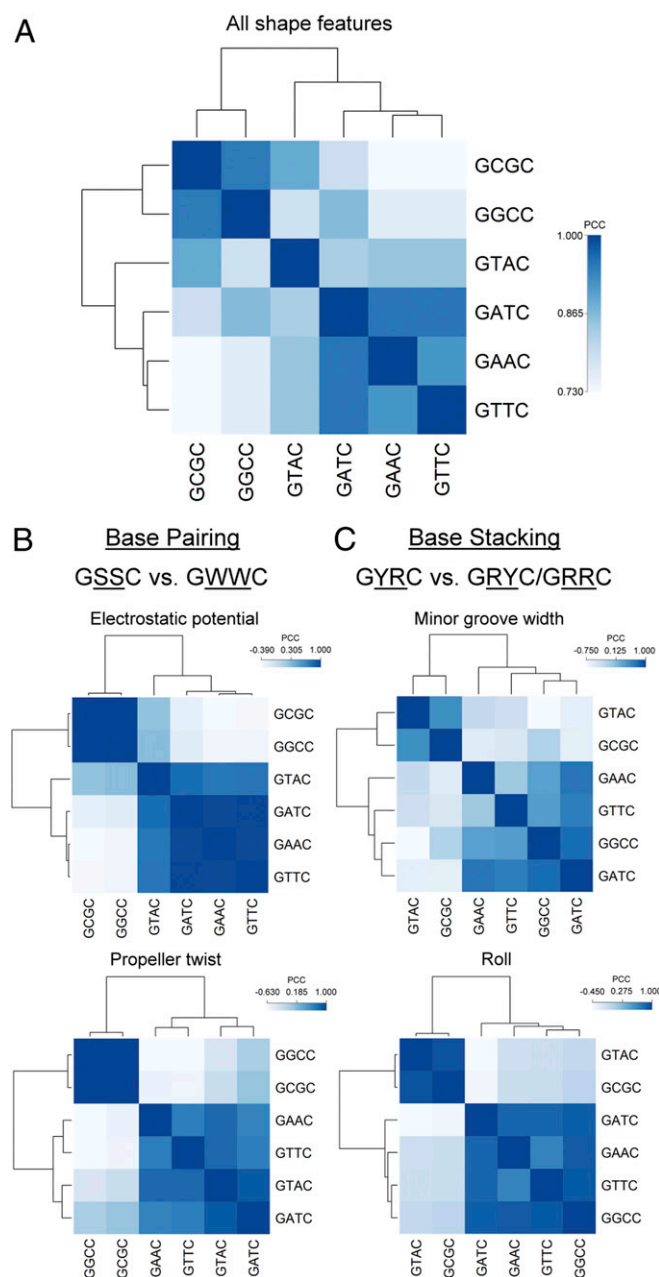 A
All shape features
GCGC
GGCC
GTAC
GATC
GAAC
GTTC
PCC
1.000
0.865
0.730
GCGC
GGCC
GTAC
GATC
GAAC
GTTC
B
Base Pairing
GSSC vs. GWWC
Electrostatic potential
PCC
-0.390 0.305 1.000
GCGC
GGCC
GTAC
GATC
GAAC
GTTC
GCGC
GGCC
GTAC
GATC
GAAC
GTTC
Propeller twist
PCC
-0.630 0.185 1.000
GGCC
GCGC
GAAC
GTTC
GTAC
GATC
GGCC
GCGC
GAAC
GTTC
GTAC
GATC
C
Base Stacking
GYRC vs. GRYC/GRRC
Minor groove width
PCC
-0.750 0.125 1.000
GTAC
GCGC
GAAC
GTTC
GGCC
GATC
GTAC
GCGC
GAAC
GTTC
GGCC
GATC
Roll
PCC
-0.450 0.275 1.000
GTAC
GCGC
GATC
GAAC
GTTC
GGCC
GTAC
GCGC
GATC
GAAC
GTTC
GGCC